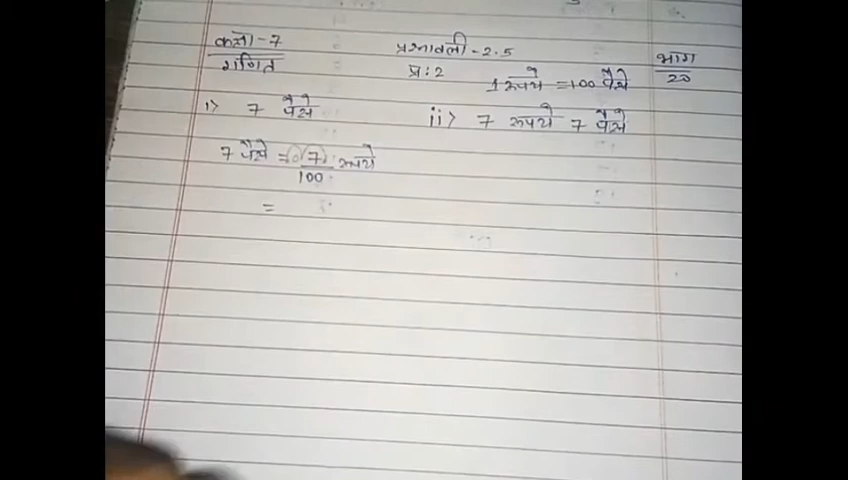 कक्षा-7
गणित
प्रश्नावली-2.5
भाग
20
प्र:2
1 रुपये =100 पैसे
i> 7 पैसे
ii> 7 रुपये 7 पैसे
7 पैसे = 7/100 रुपये
=